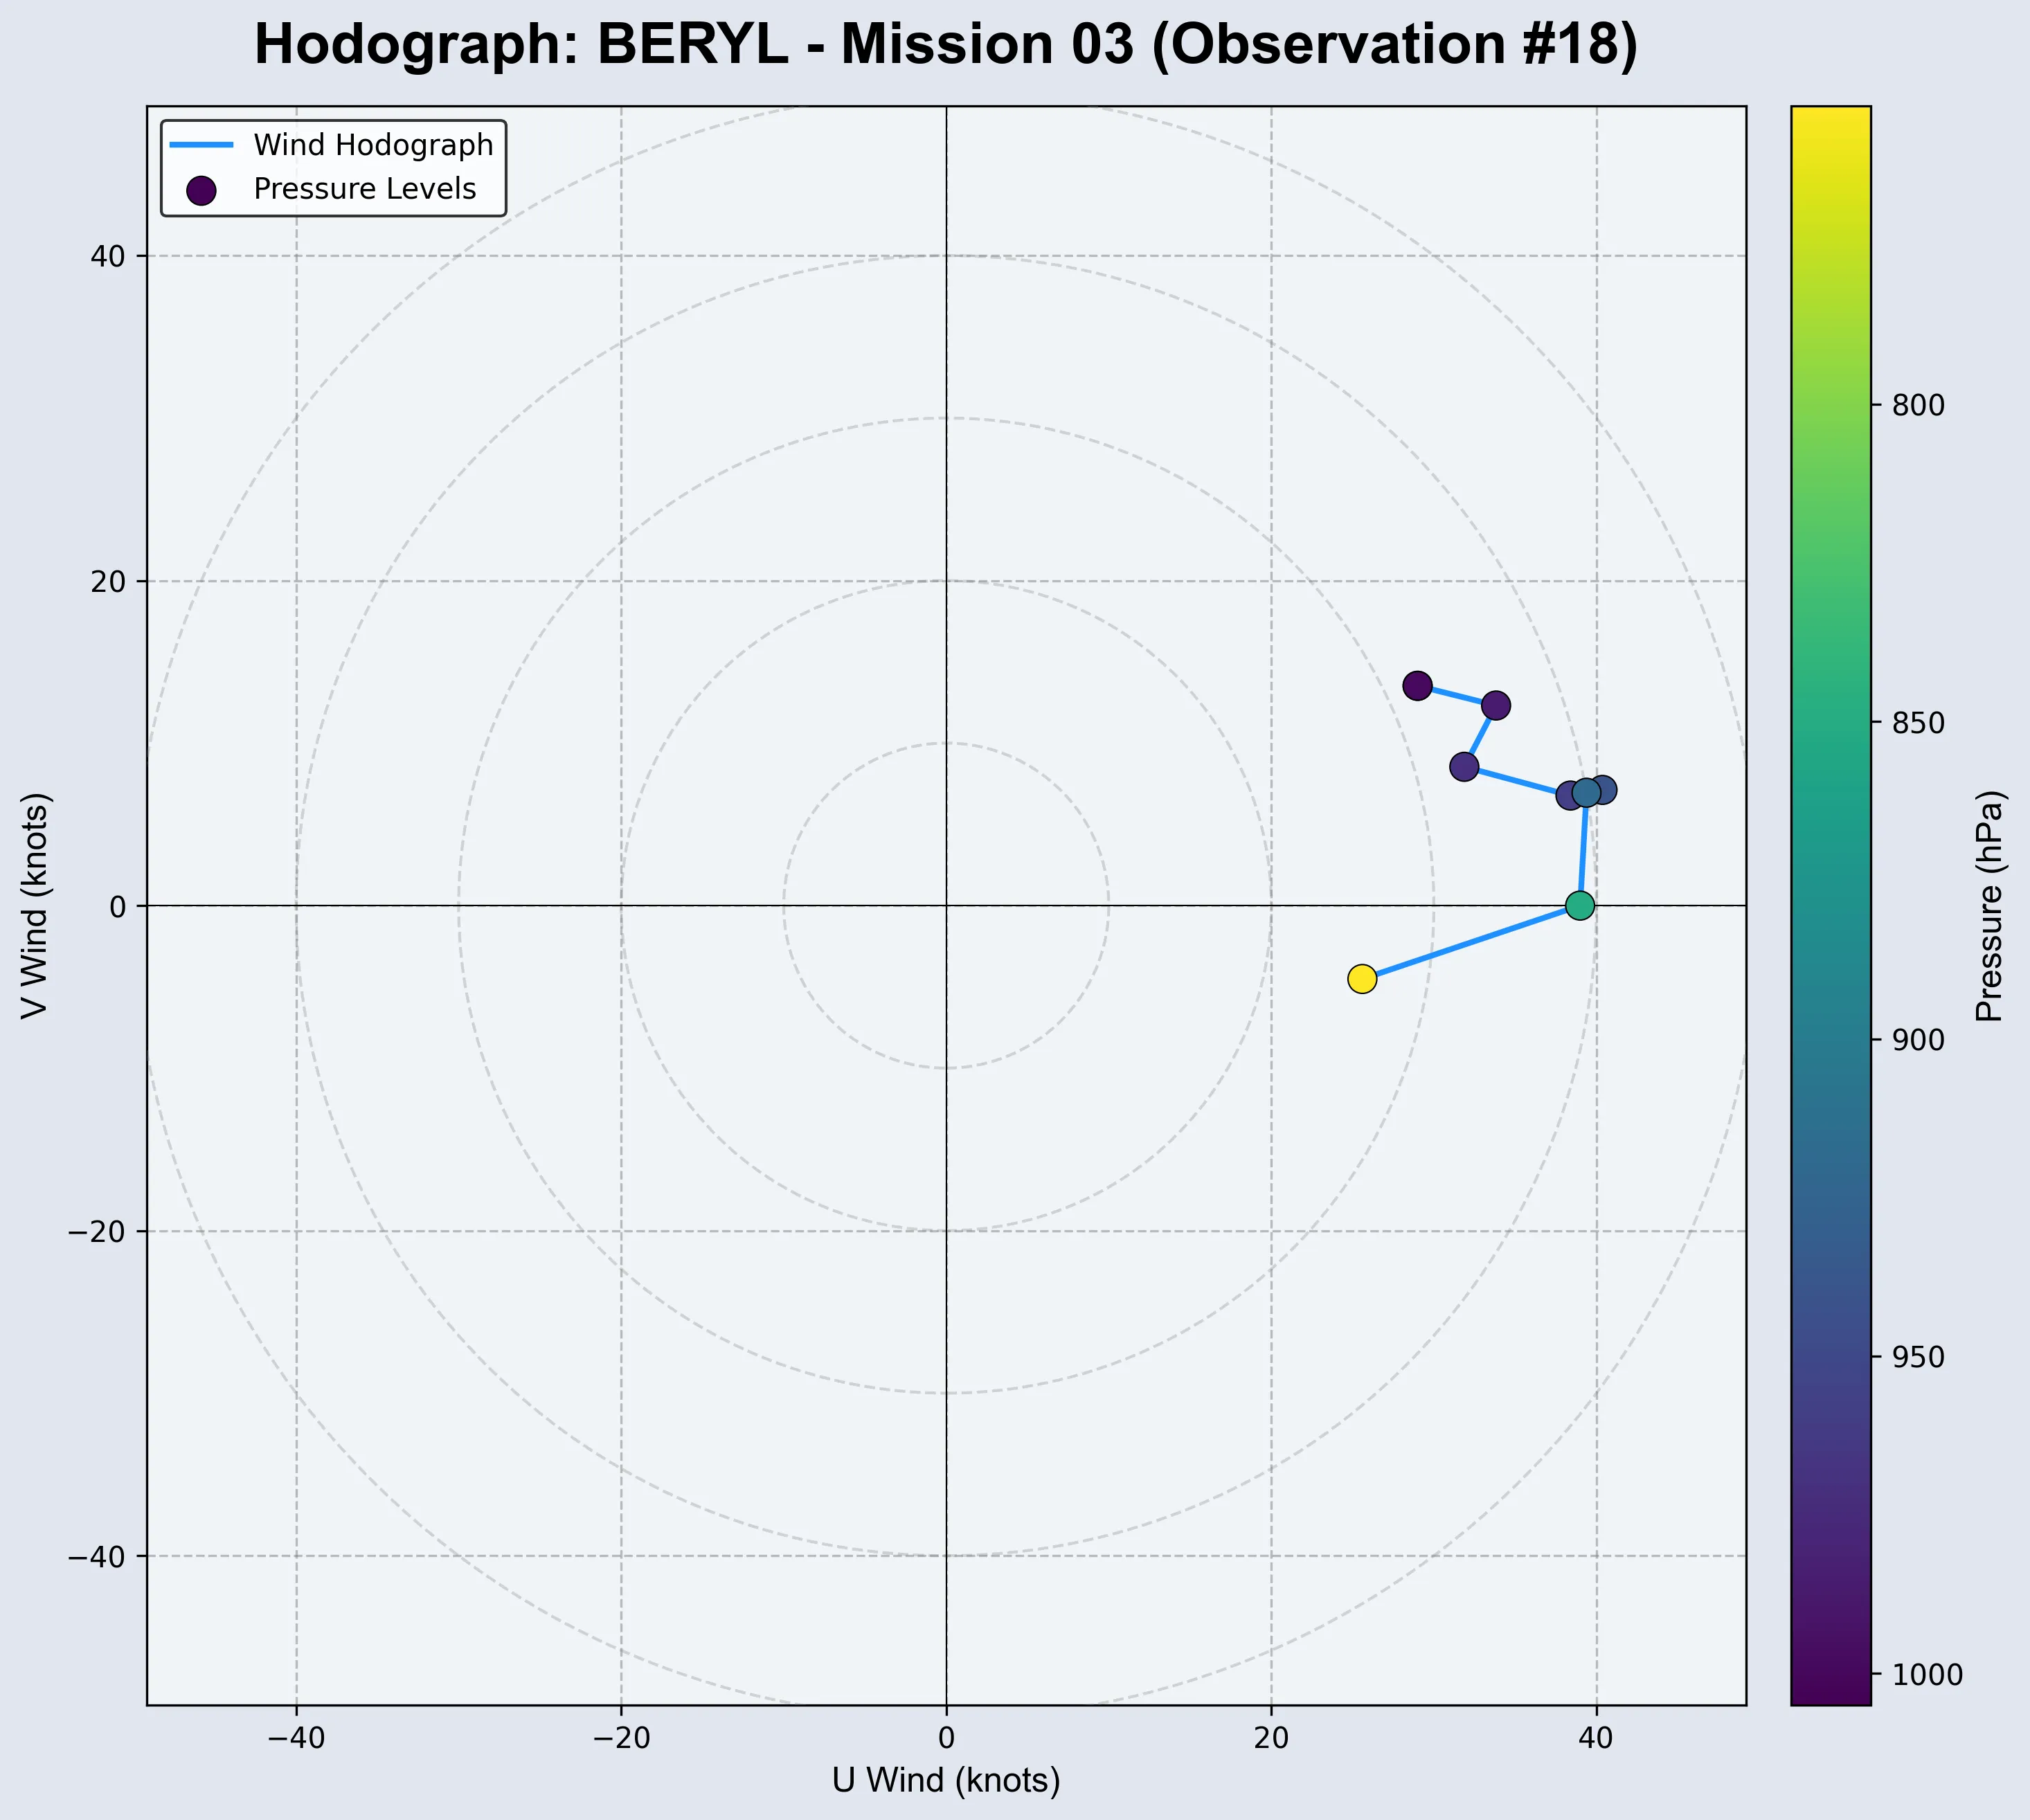 Hodograph: BERYL - Mission 03 (Observation #18)
Wind Hodograph
Pressure Levels
40
20
0
−20
−40
V Wind (knots)
−40
−20
0
20
40
U Wind (knots)
800
850
900
950
1000
Pressure (hPa)